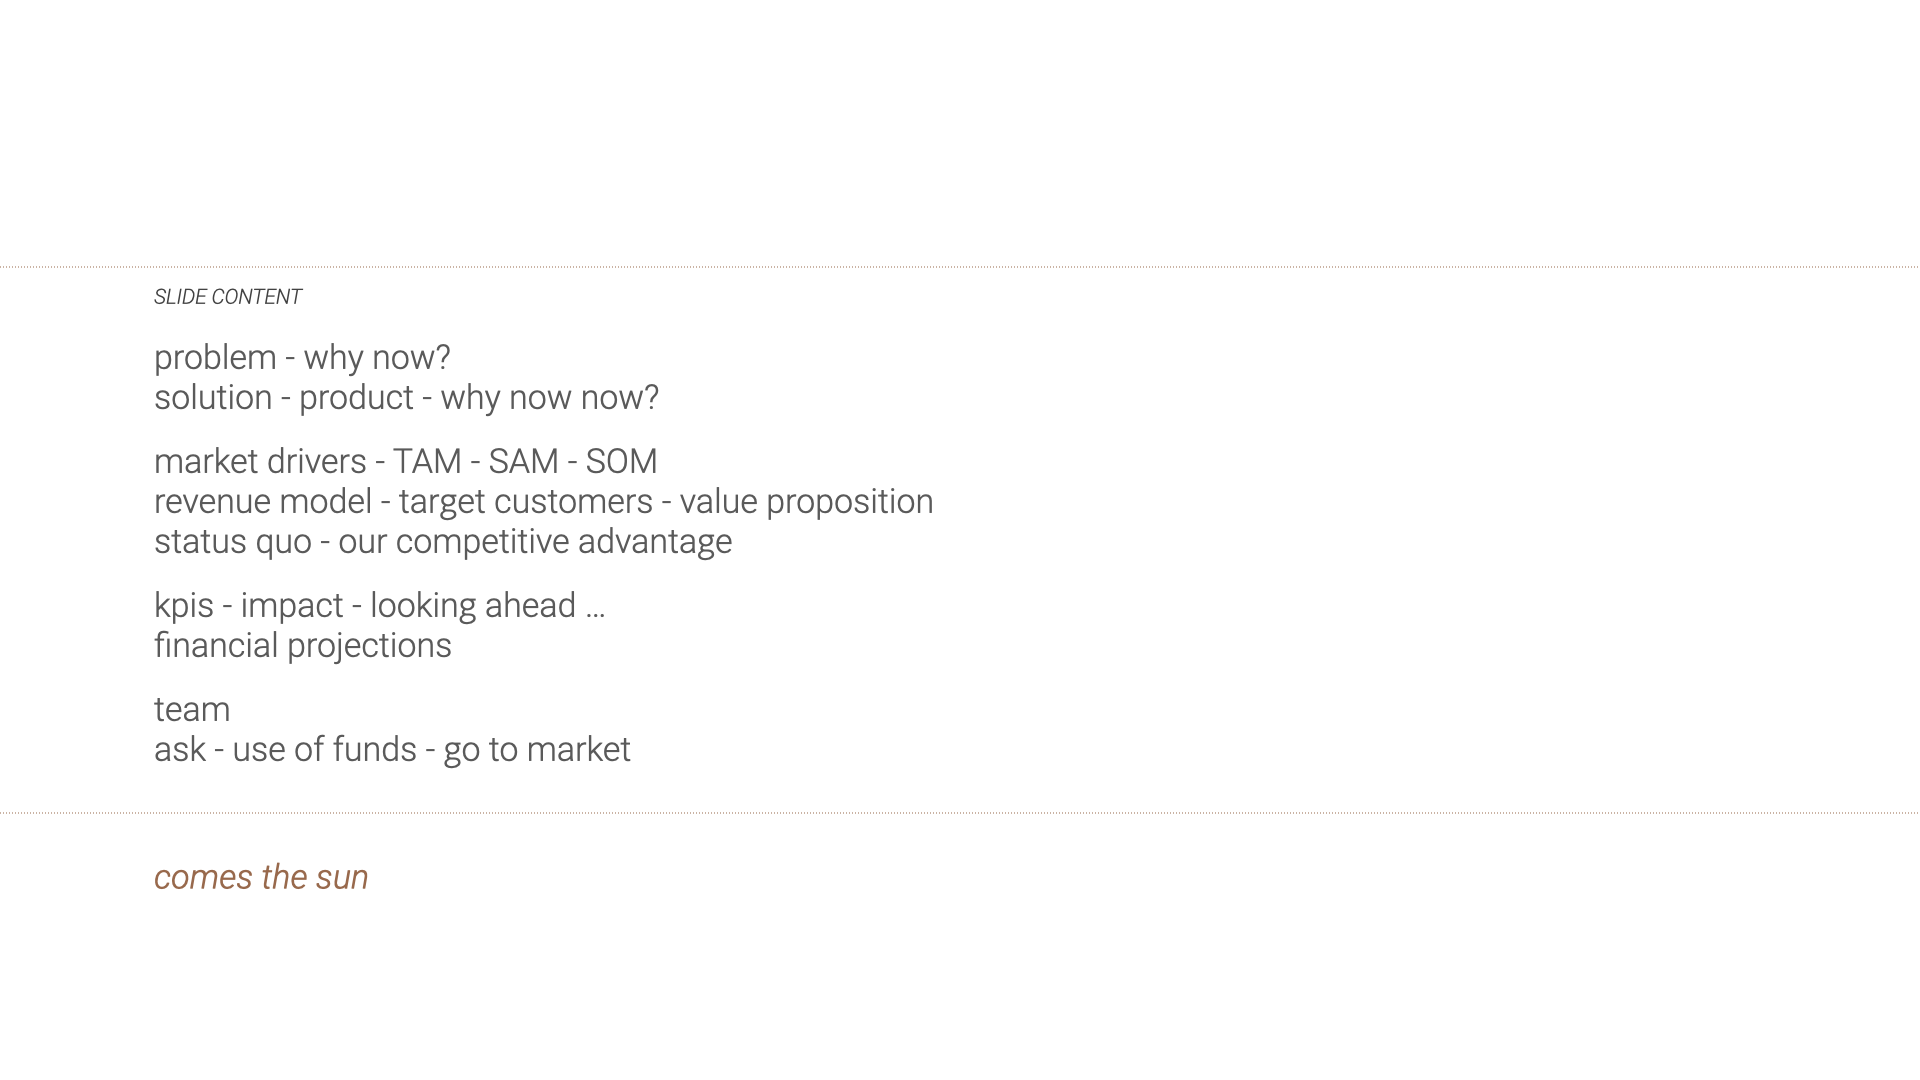 SLIDE CONTENT
problem - why now?
solution - product - why now now?
market drivers - TAM - SAM - SOM
revenue model - target customers - value proposition
status quo - our competitive advantage
kpis - impact - looking ahead ...
financial projections
team
ask - use of funds - go to market
comes the sun